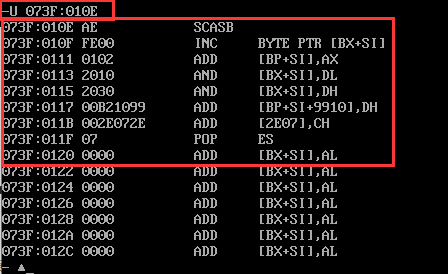 -U 073F:010E
073F:010E AE SCASB
073F:010F FE00 INC BYTE PTR [BX+SI]
073F:0111 0102 ADD [BP+SI],AX
073F:0113 2010 AND [BX+SI],DL
073F:0115 2030 AND [BX+SI],DH
073F:0117 00B21099 ADD [BP+SI+9910],DH
073F:011B 002E072E ADD [2E07],CH
073F:011F 07 POP ES
073F:0120 0000 ADD [BX+SI],AL
073F:0122 0000 ADD [BX+SI],AL
073F:0124 0000 ADD [BX+SI],AL
073F:0126 0000 ADD [BX+SI],AL
073F:0128 0000 ADD [BX+SI],AL
073F:012A 0000 ADD [BX+SI],AL
073F:012C 0000 ADD [BX+SI],AL
-